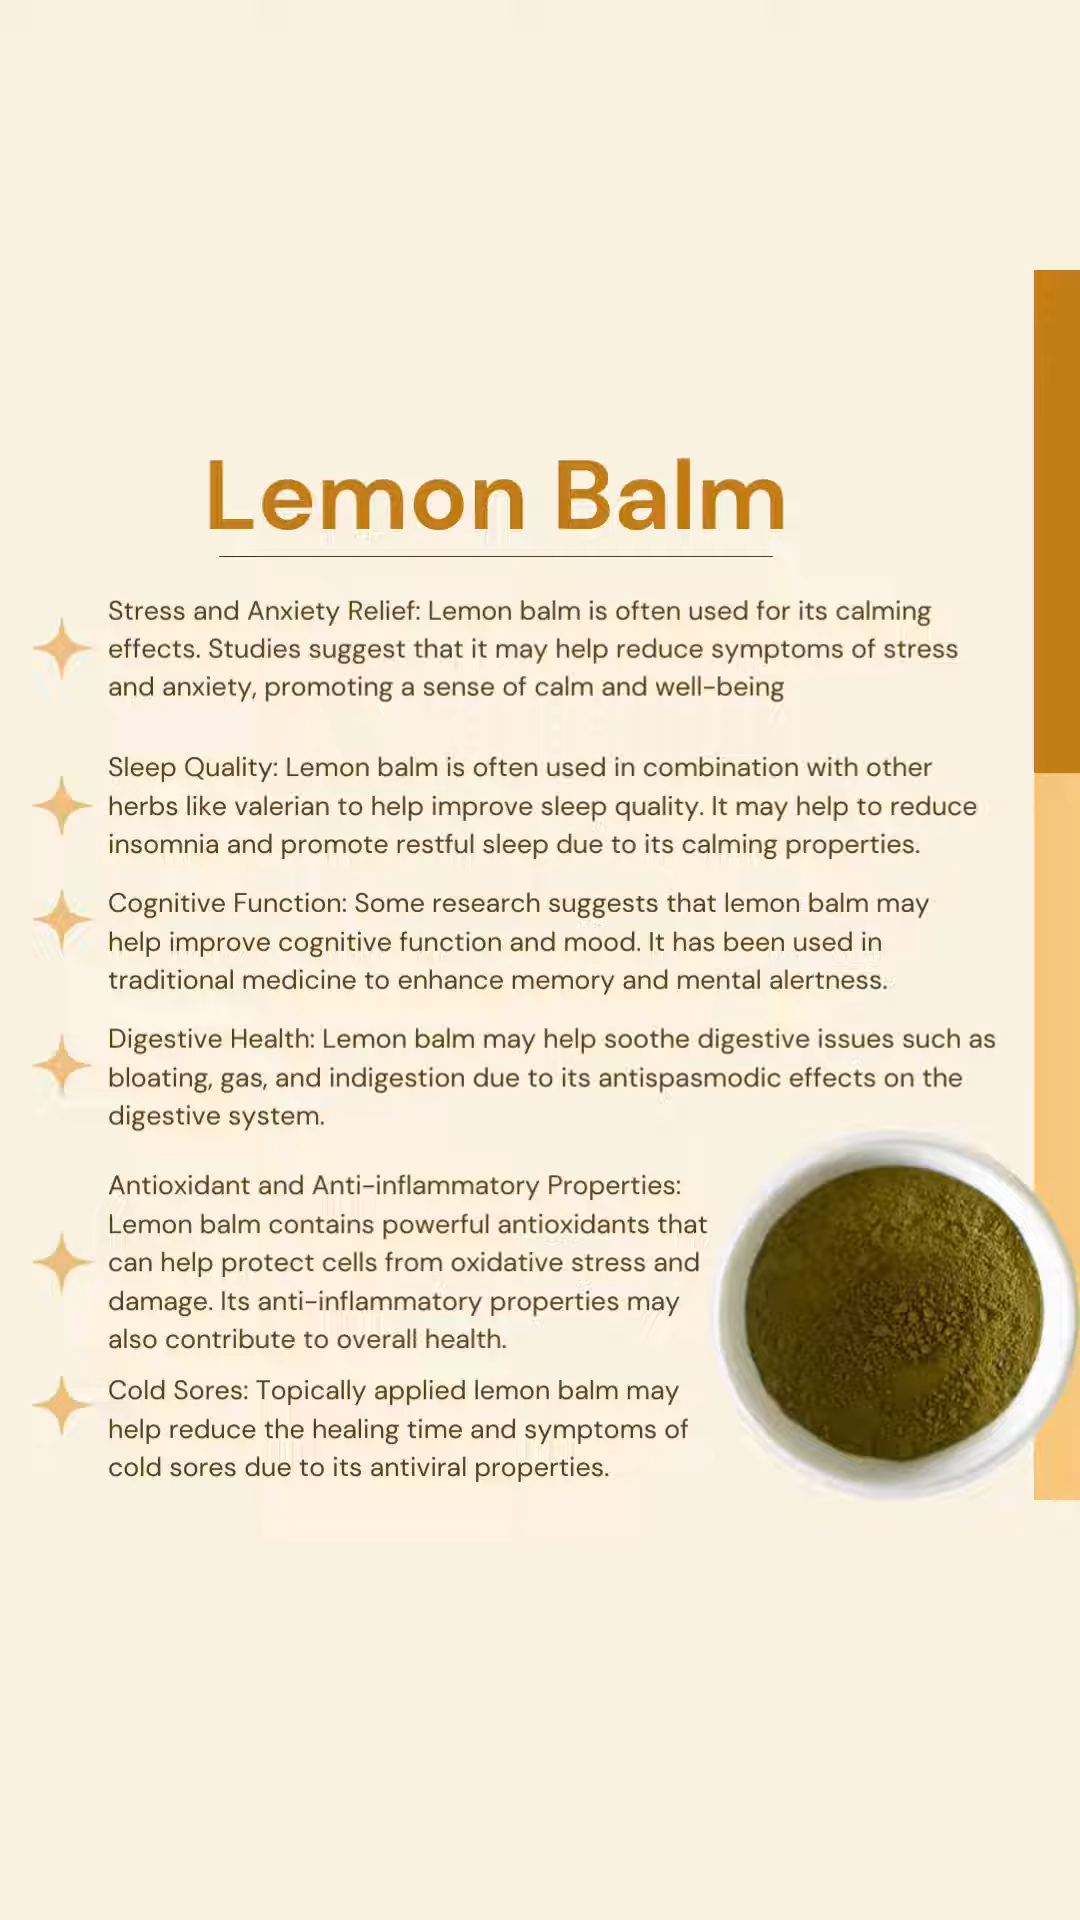 Lemon Balm
Stress and Anxiety Relief: Lemon balm is often used for its calming
effects. Studies suggest that it may help reduce symptoms of stress
and anxiety, promoting a sense of calm and well-being
Sleep Quality: Lemon balm is often used in combination with other
herbs like valerian to help improve sleep quality. It may help to reduce
insomnia and promote restful sleep due to its calming properties.
Cognitive Function: Some research suggests that lemon balm may
help improve cognitive function and mood. It has been used in
traditional medicine to enhance memory and mental alertness.
Digestive Health: Lemon balm may help soothe digestive issues such as
bloating, gas, and indigestion due to its antispasmodic effects on the
digestive system.
Antioxidant and Anti-inflammatory Properties:
Lemon balm contains powerful antioxidants that
can help protect cells from oxidative stress and
damage. Its anti-inflammatory properties may
also contribute to overall health.
Cold Sores: Topically applied lemon balm may
help reduce the healing time and symptoms of
cold sores due to its antiviral properties.